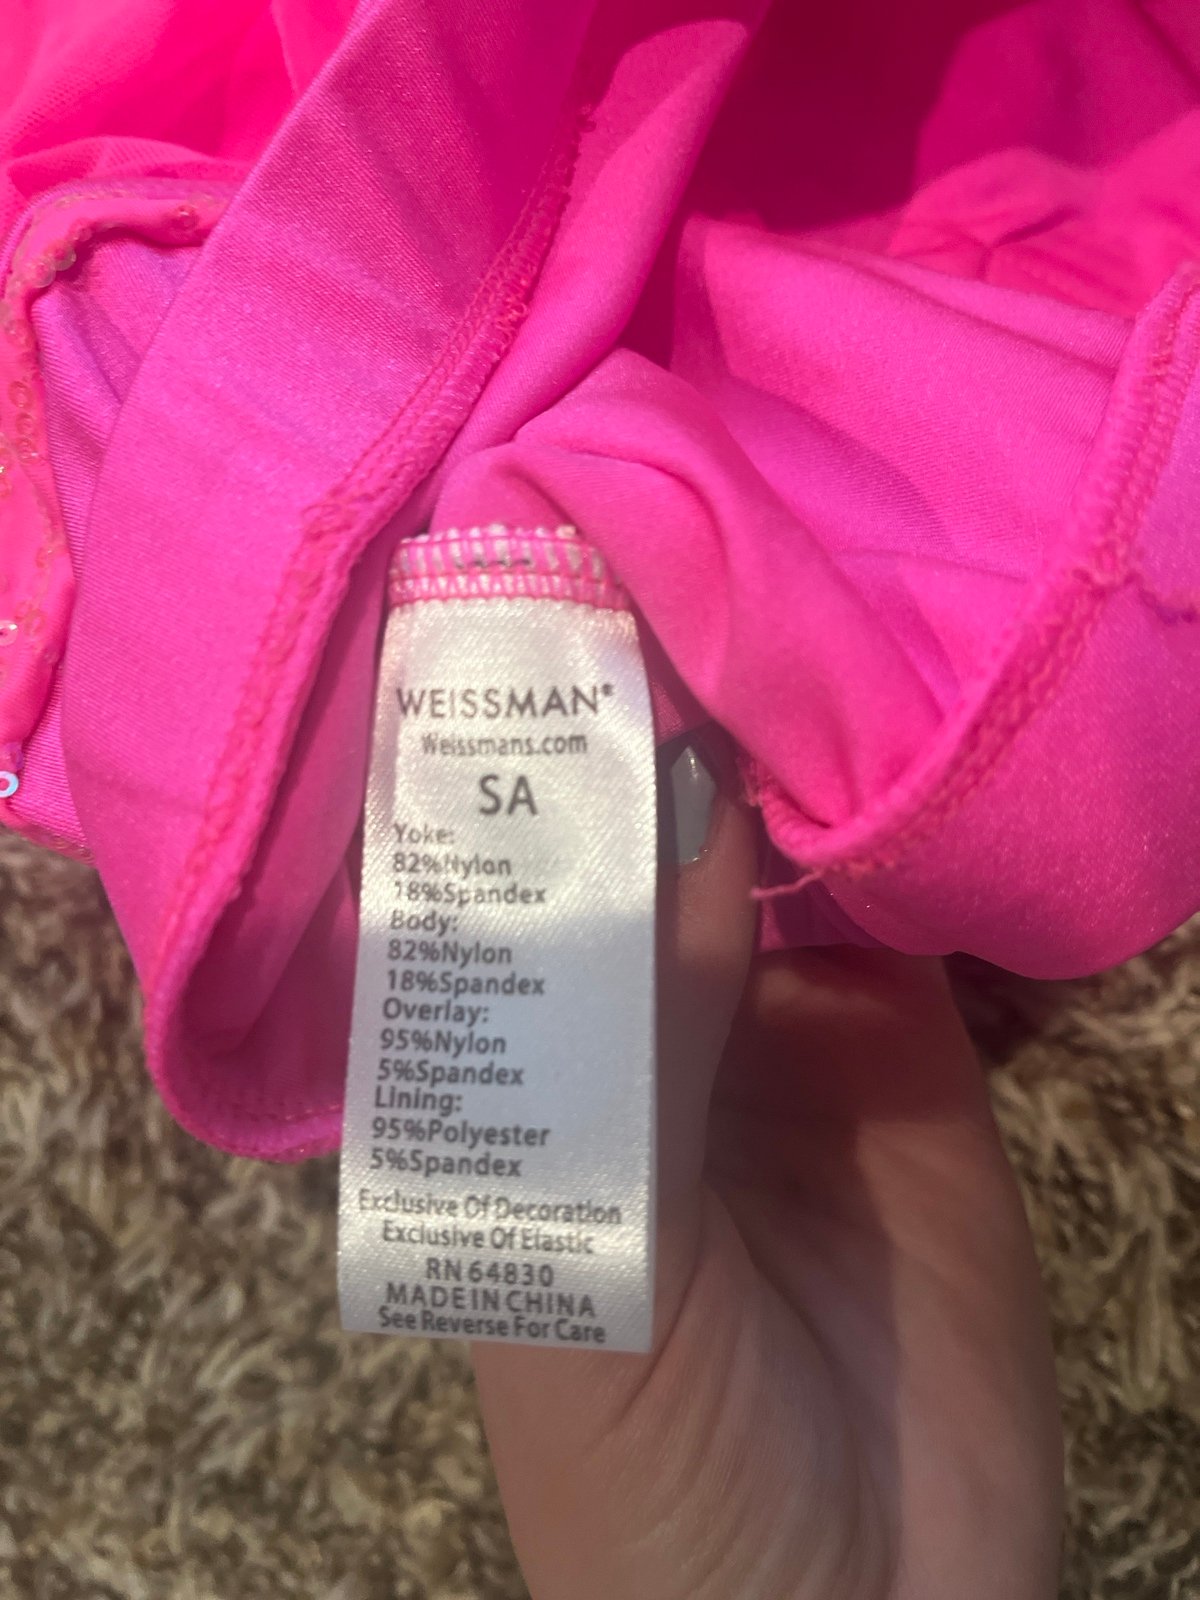 WEISSMAN®
Weissmans.com
SA
Yoke:
82%Nylon
18%Spandex
Body:
82%Nylon
18%Spandex
Overlay:
95%Nylon
5%Spandex
Lining:
95%Polyester
5%Spandex
Exclusive Of Decoration
Exclusive Of Elastic
RN 64830
MADE IN CHINA
See Reverse For Care